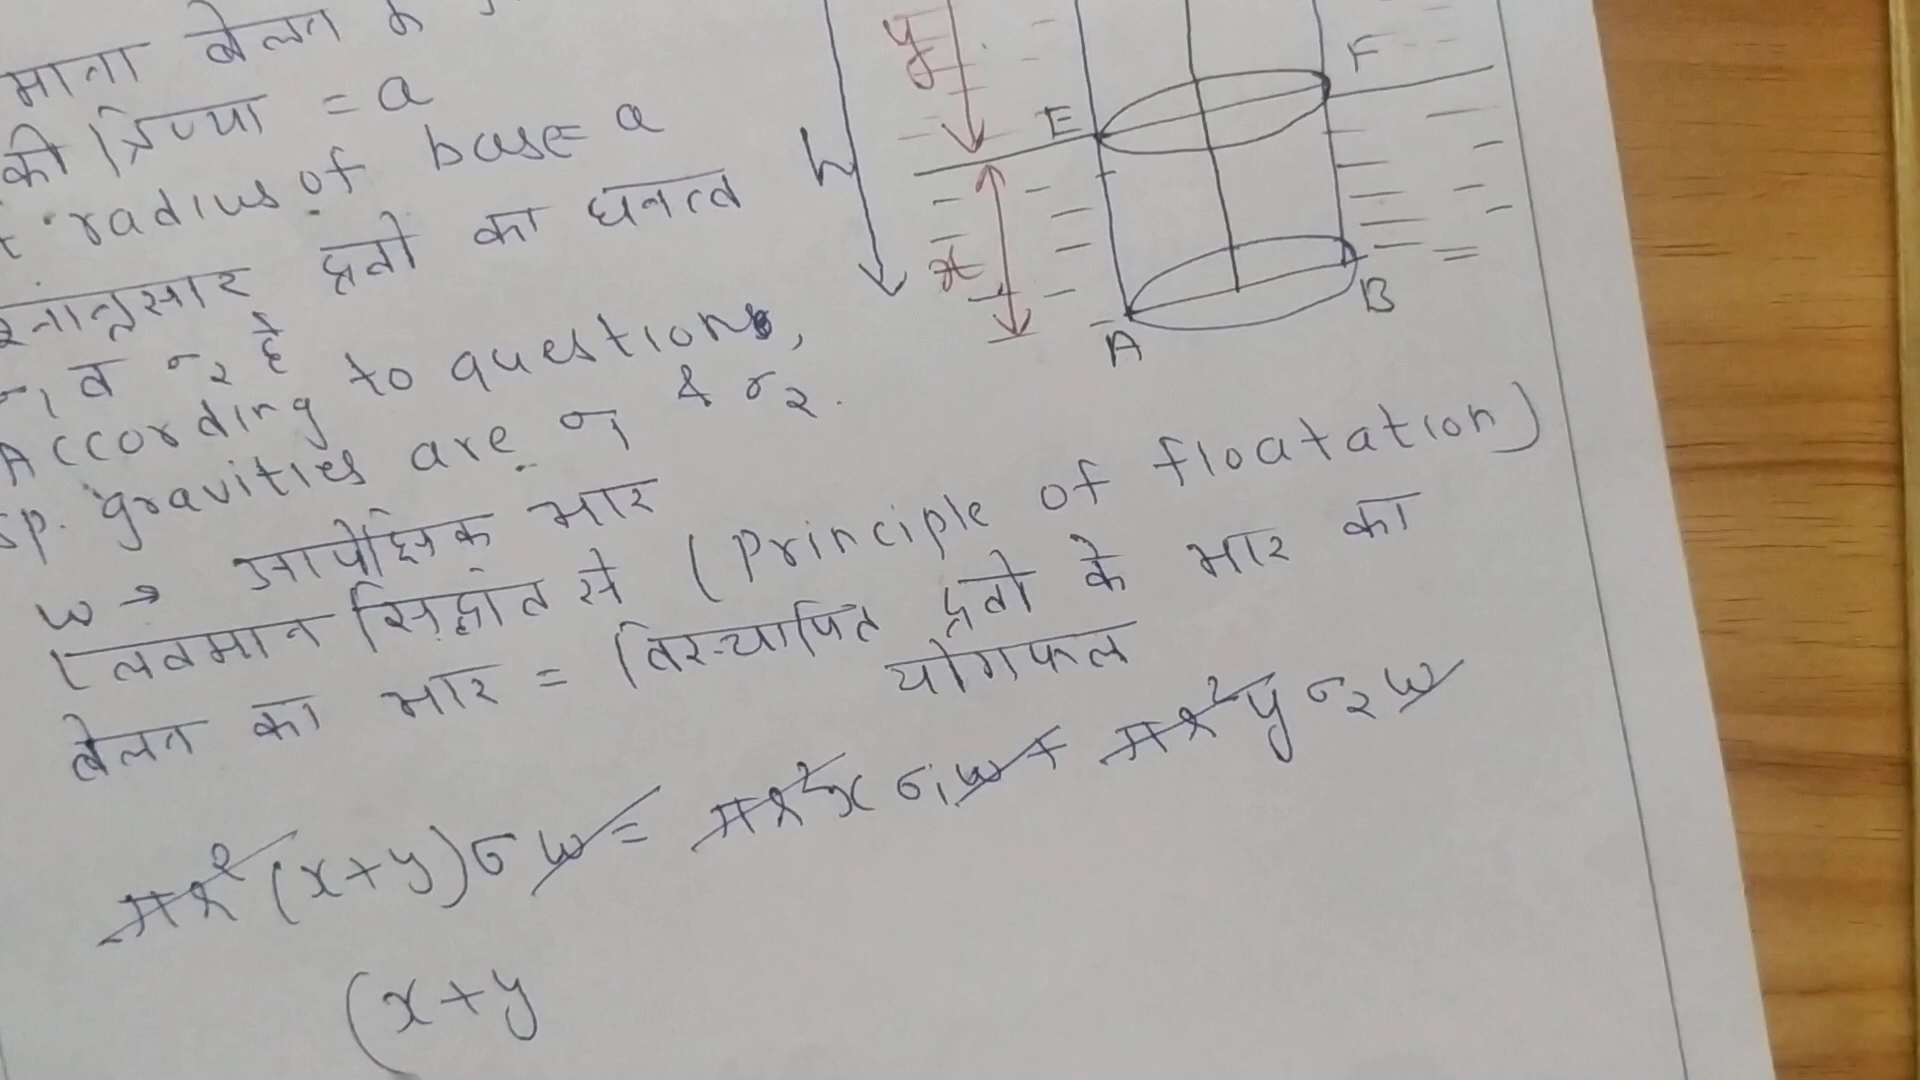 माना बेलन के
की त्रिज्या = a
radius of base = a
द्रवों का घनत्व
σ₁ व σ₂ है
According to questions,
sp. gravities are σ₁ & σ₂.
w → आपेक्षिक भार
प्लवमान सिद्धांत से (Principle of floatation)
बेलन का भार = विस्थापित द्रवों के भार का
योगफल
πr²(x+y)σw = πr²xσ₁w + πr²yσ₂w
(x+y
y
h
x
E
F
A
B